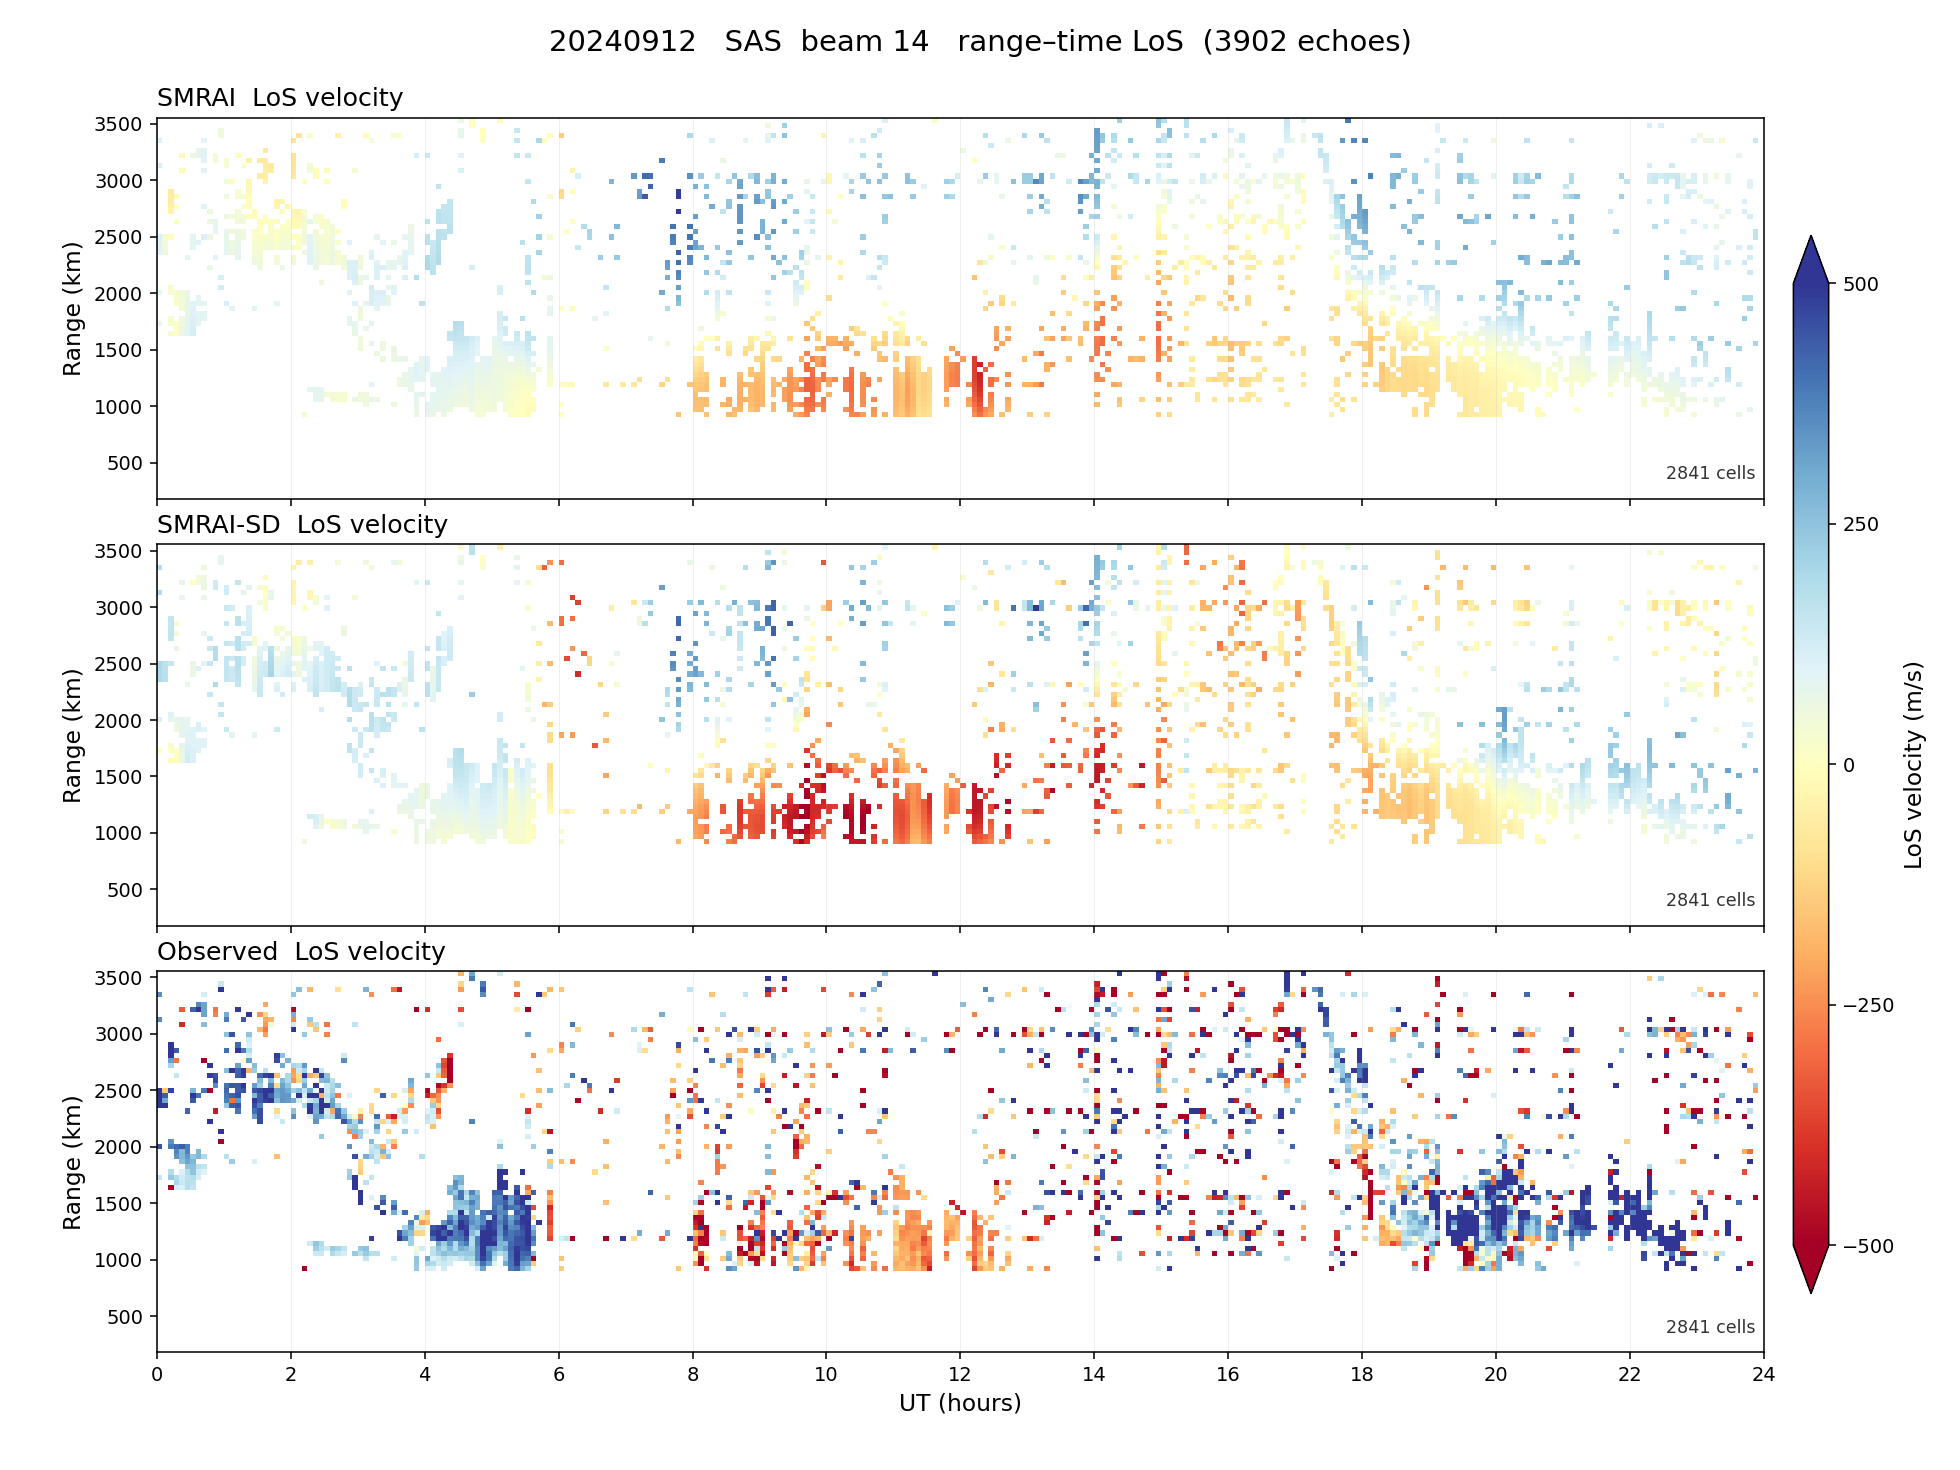 20240912 SAS beam 14 range–time LoS (3902 echoes)
SMRAI LoS velocity
3500
3000
2500
2000
1500
1000
500
Range (km)
2841 cells
SMRAI-SD LoS velocity
3500
3000
2500
2000
1500
1000
500
Range (km)
2841 cells
Observed LoS velocity
3500
3000
2500
2000
1500
1000
500
Range (km)
2841 cells
0 2 4 6 8 10 12 14 16 18 20 22 24
UT (hours)
500
250
0
−250
−500
LoS velocity (m/s)